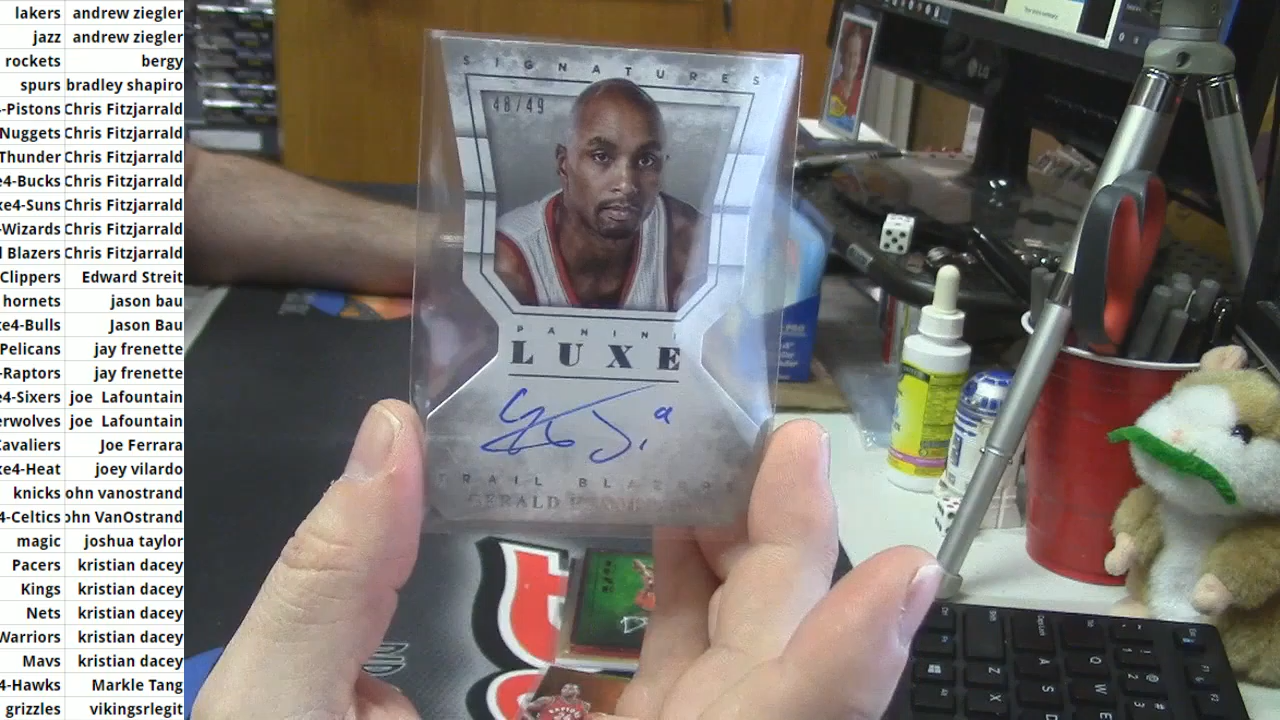 lakers andrew ziegler
jazz andrew ziegler
rockets bergy
spurs bradley shapiro
-Pistons Chris Fitzjarrald
Nuggets Chris Fitzjarrald
Thunder Chris Fitzjarrald
e4-Bucks Chris Fitzjarrald
xe4-Suns Chris Fitzjarrald
-Wizards Chris Fitzjarrald
l Blazers Chris Fitzjarrald
Clippers Edward Streit
hornets jason bau
xe4-Bulls Jason Bau
Pelicans jay frenette
-Raptors jay frenette
e4-Sixers joe Lafountain
erwolves joe Lafountain
Cavaliers Joe Ferrara
xe4-Heat joey vilardo
knicks ohn vanostrand
4-Celtics ohn VanOstrand
magic joshua taylor
Pacers kristian dacey
Kings kristian dacey
Nets kristian dacey
Warriors kristian dacey
Mavs kristian dacey
4-Hawks Markle Tang
grizzles vikingsrlegit
SIGNATURES
48/49
PANINI
LUXE
TRAIL BLAZERS
GERALD